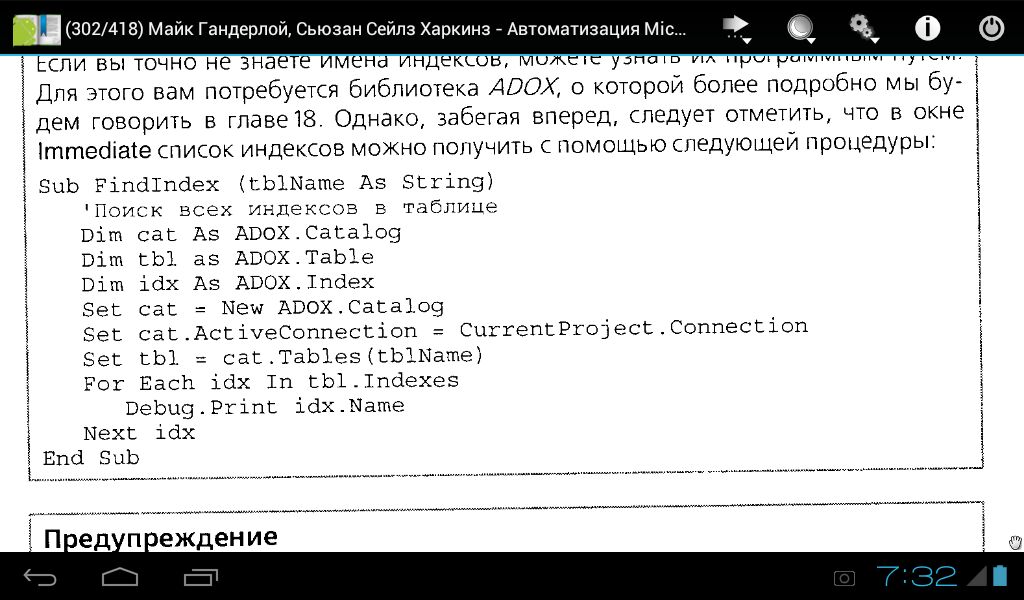 (302/418) Майк Гандерлой, Сьюзан Сейлз Харкинз - Автоматизация Mic...
Если вы точно не знаете имена индексов, можете узнать их программным путем.
Для этого вам потребуется библиотека ADOX, о которой более подробно мы бу-
дем говорить в главе 18. Однако, забегая вперед, следует отметить, что в окне
Immediate список индексов можно получить с помощью следующей процедуры:
Sub FindIndex (tblName As String)
'Поиск всех индексов в таблице
Dim cat As ADOX.Catalog
Dim tbl as ADOX.Table
Dim idx As ADOX.Index
Set cat = New ADOX.Catalog
Set cat.ActiveConnection = CurrentProject.Connection
Set tbl = cat.Tables(tblName)
For Each idx In tbl.Indexes
Debug.Print idx.Name
Next idx
End Sub
Предупреждение
7:32